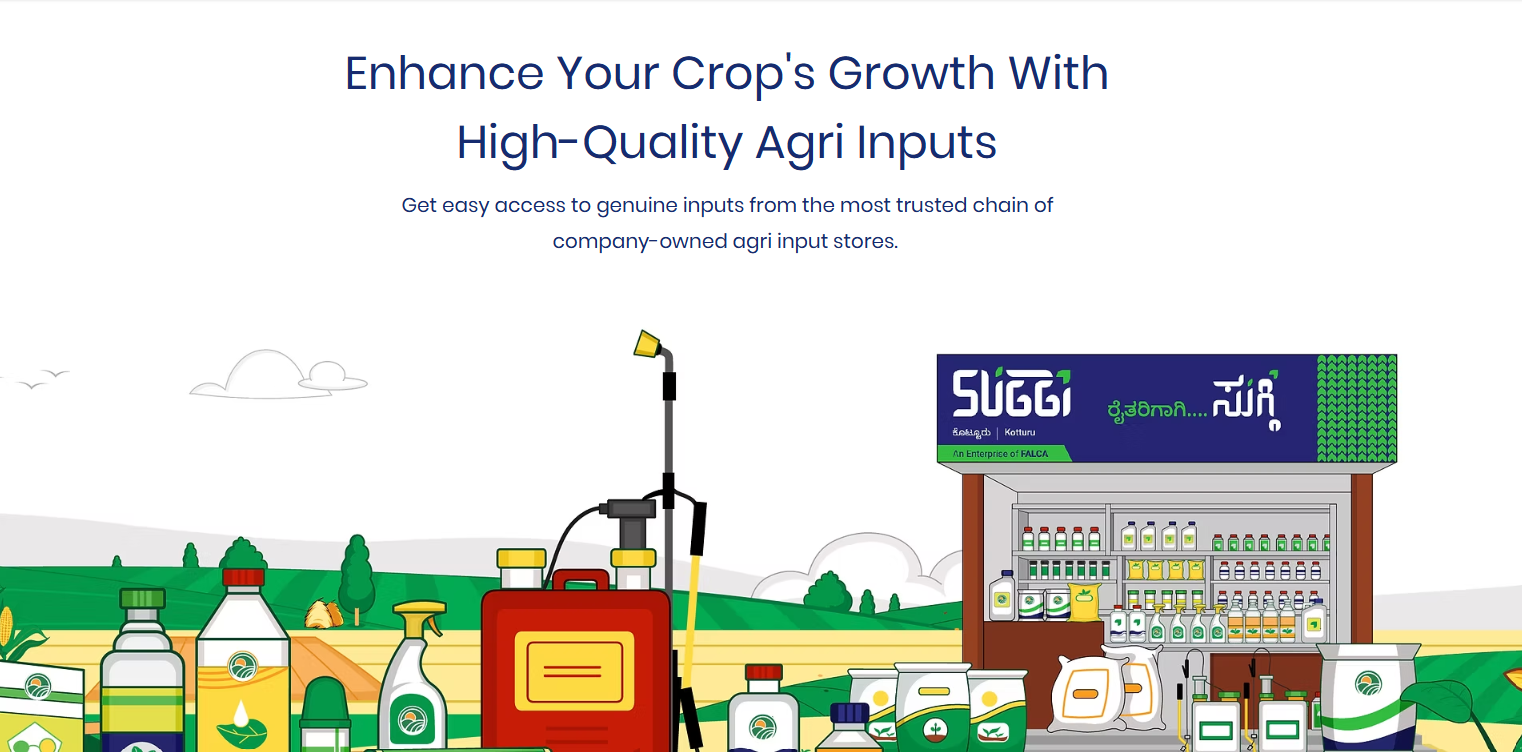 Enhance Your Crop's Growth With
High-Quality Agri Inputs
Get easy access to genuine inputs from the most trusted chain of
company-owned agri input stores.
SUGGI
ರೈತರಿಗಾಗಿ.... ಸುಗ್ಗಿ
ಕೊಟ್ಟೂರು | Kotturu
An Enterprise of FALCA